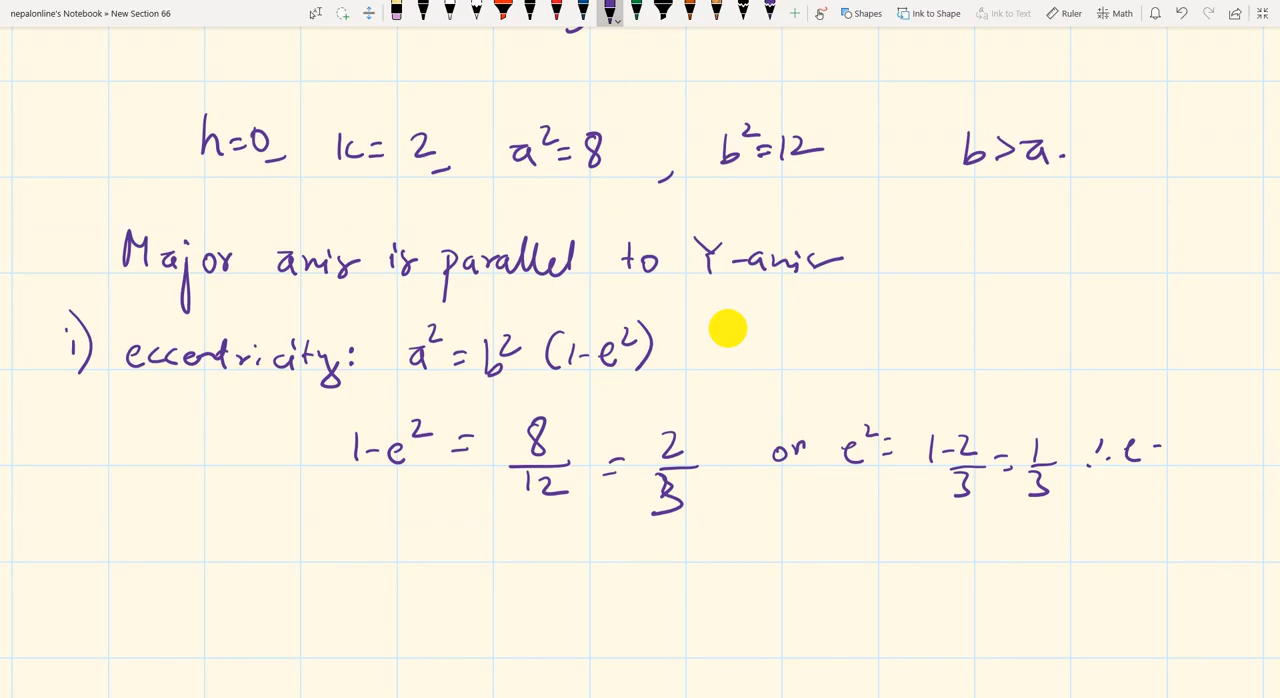 nepalonline's Notebook » New Section 66
Shapes Ink to Shape Ink to Text Ruler Math
h=0, k=2, a²=8, b²=12 b>a.
Major axis is parallel to Y-axis
i) eccentricity: a²=b² (1-e²)
1-e² = 8/12 = 2/3 or e²= 1-2/3 = 1/3 ∴ e -